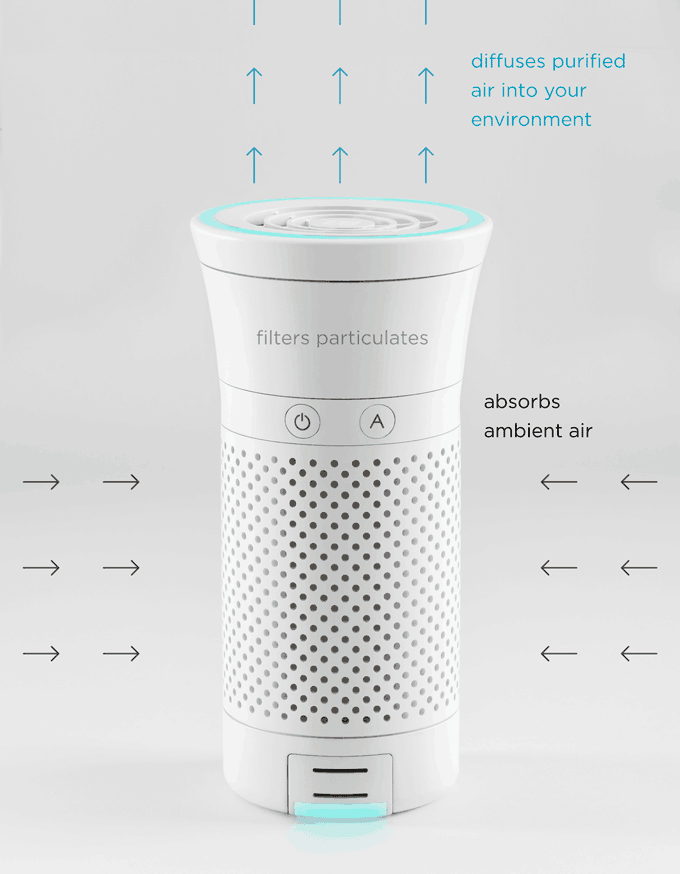 diffuses purified
air into your
environment
filters particulates
absorbs
ambient air
A